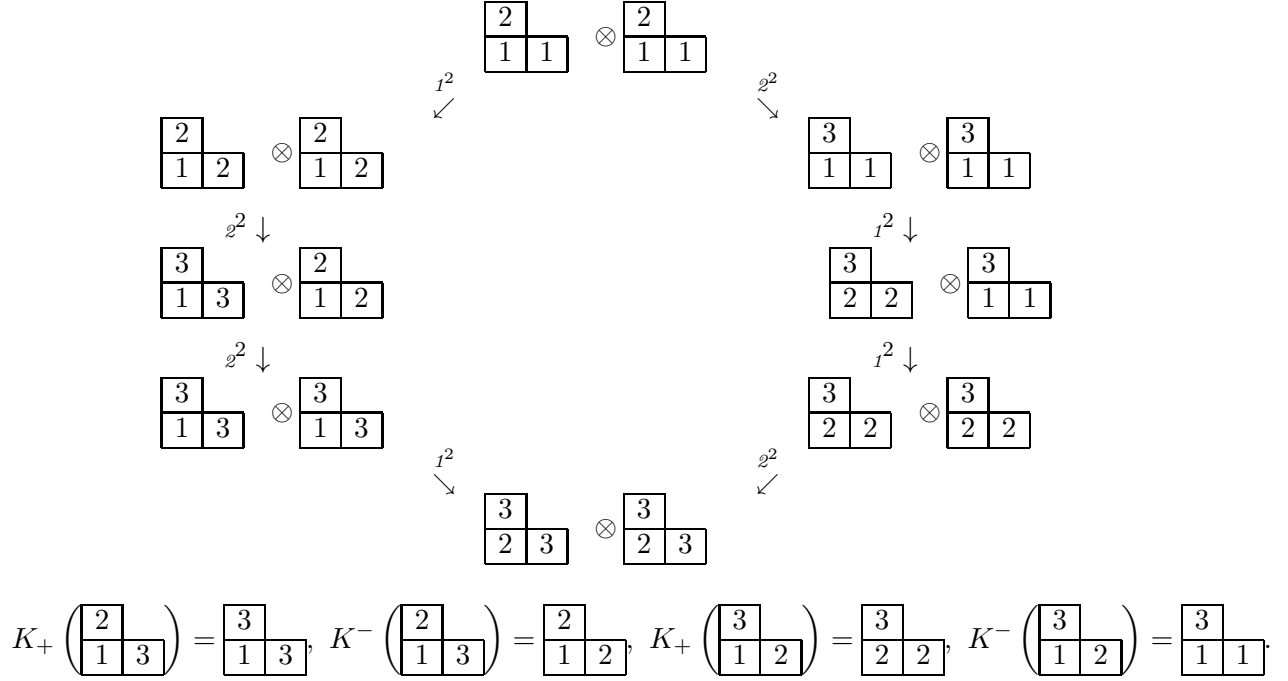 2 2
1 1 ⊗ 1 1
1² 2²
↙ ↘
2 2 3 3
1 2 ⊗ 1 2 1 1 ⊗ 1 1
2² ↓ 1² ↓
3 2 3 3
1 3 ⊗ 1 2 2 2 ⊗ 1 1
2² ↓ 1² ↓
3 3 3 3
1 3 ⊗ 1 3 2 2 ⊗ 2 2
1² 2²
↘ ↙
3 3
2 3 ⊗ 2 3
2 3 2 2 3 3 3 3
K₊ ( 1 3 ) = 1 3 , K⁻ ( 1 3 ) = 1 2 , K₊ ( 1 2 ) = 2 2 , K⁻ ( 1 2 ) = 1 1 .